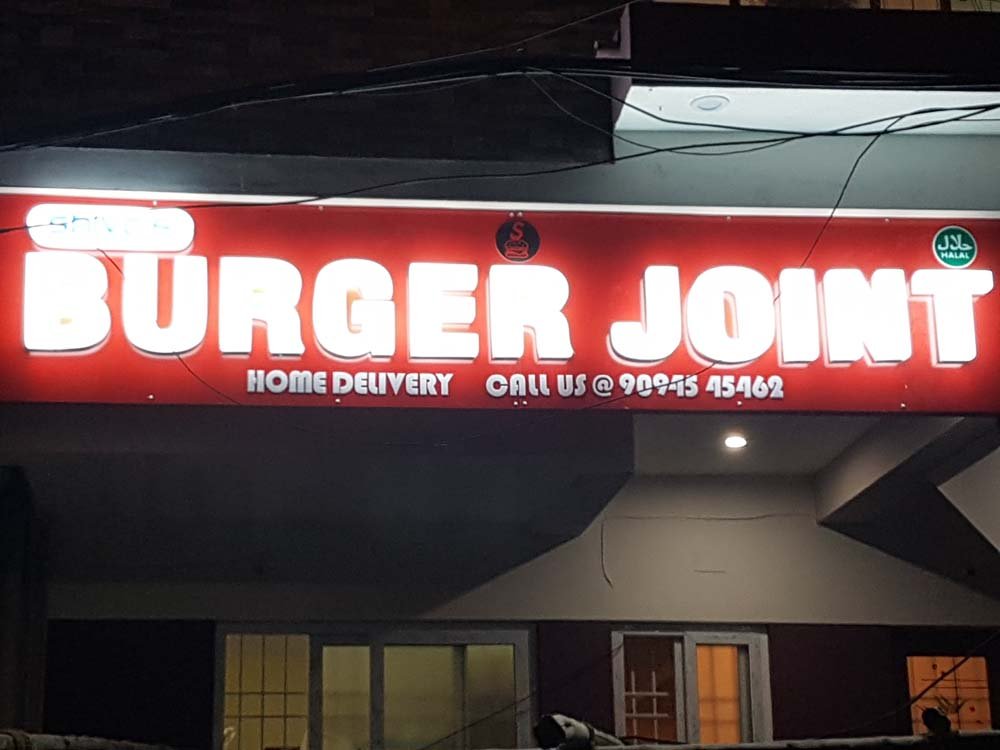 S
حلال
HALAL
BURGER JOINT
HOME DELIVERY CALL US @ 90945 45462